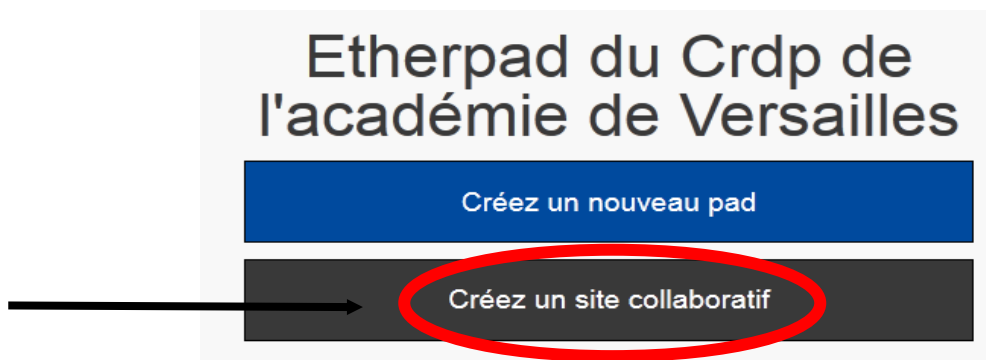 Etherpad du Crdp de
l'académie de Versailles
Créez un nouveau pad
Créez un site collaboratif